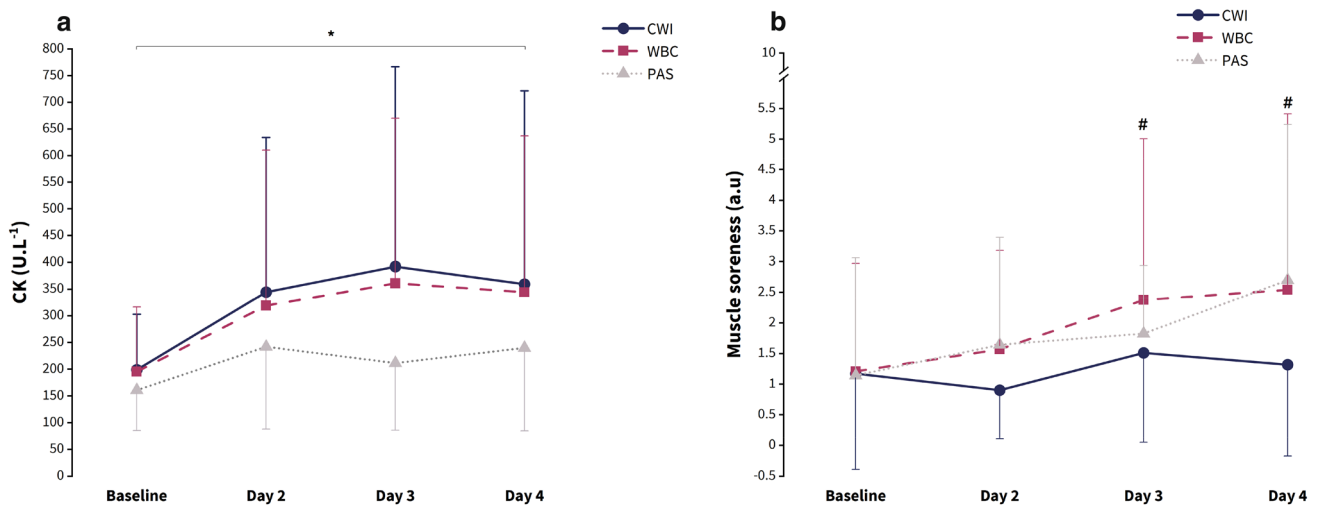 a
CWI
WBC
PAS
*
CK (U.L-1)
800
750
700
650
600
550
500
450
400
350
300
250
200
150
100
50
0
Baseline
Day 2
Day 3
Day 4
b
CWI
WBC
PAS
#
#
Muscle soreness (a.u)
10
5.5
5
4.5
4
3.5
3
2.5
2
1.5
1
0.5
0
-0.5
Baseline
Day 2
Day 3
Day 4